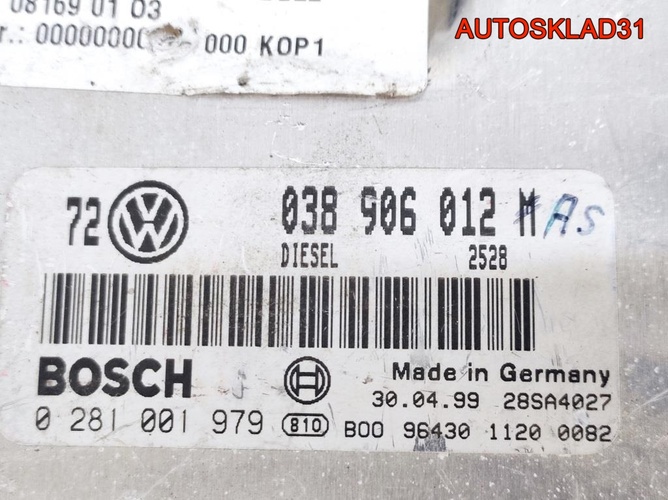 AUTOSKLAD31
08169 01 03
r.: 00000000 000 KOP1
72 VW 038 906 012 M AS
DIESEL 2528
BOSCH
Made in Germany
30.04.99 28SA4027
0 281 001 979 810 B00 96430 1120 0082